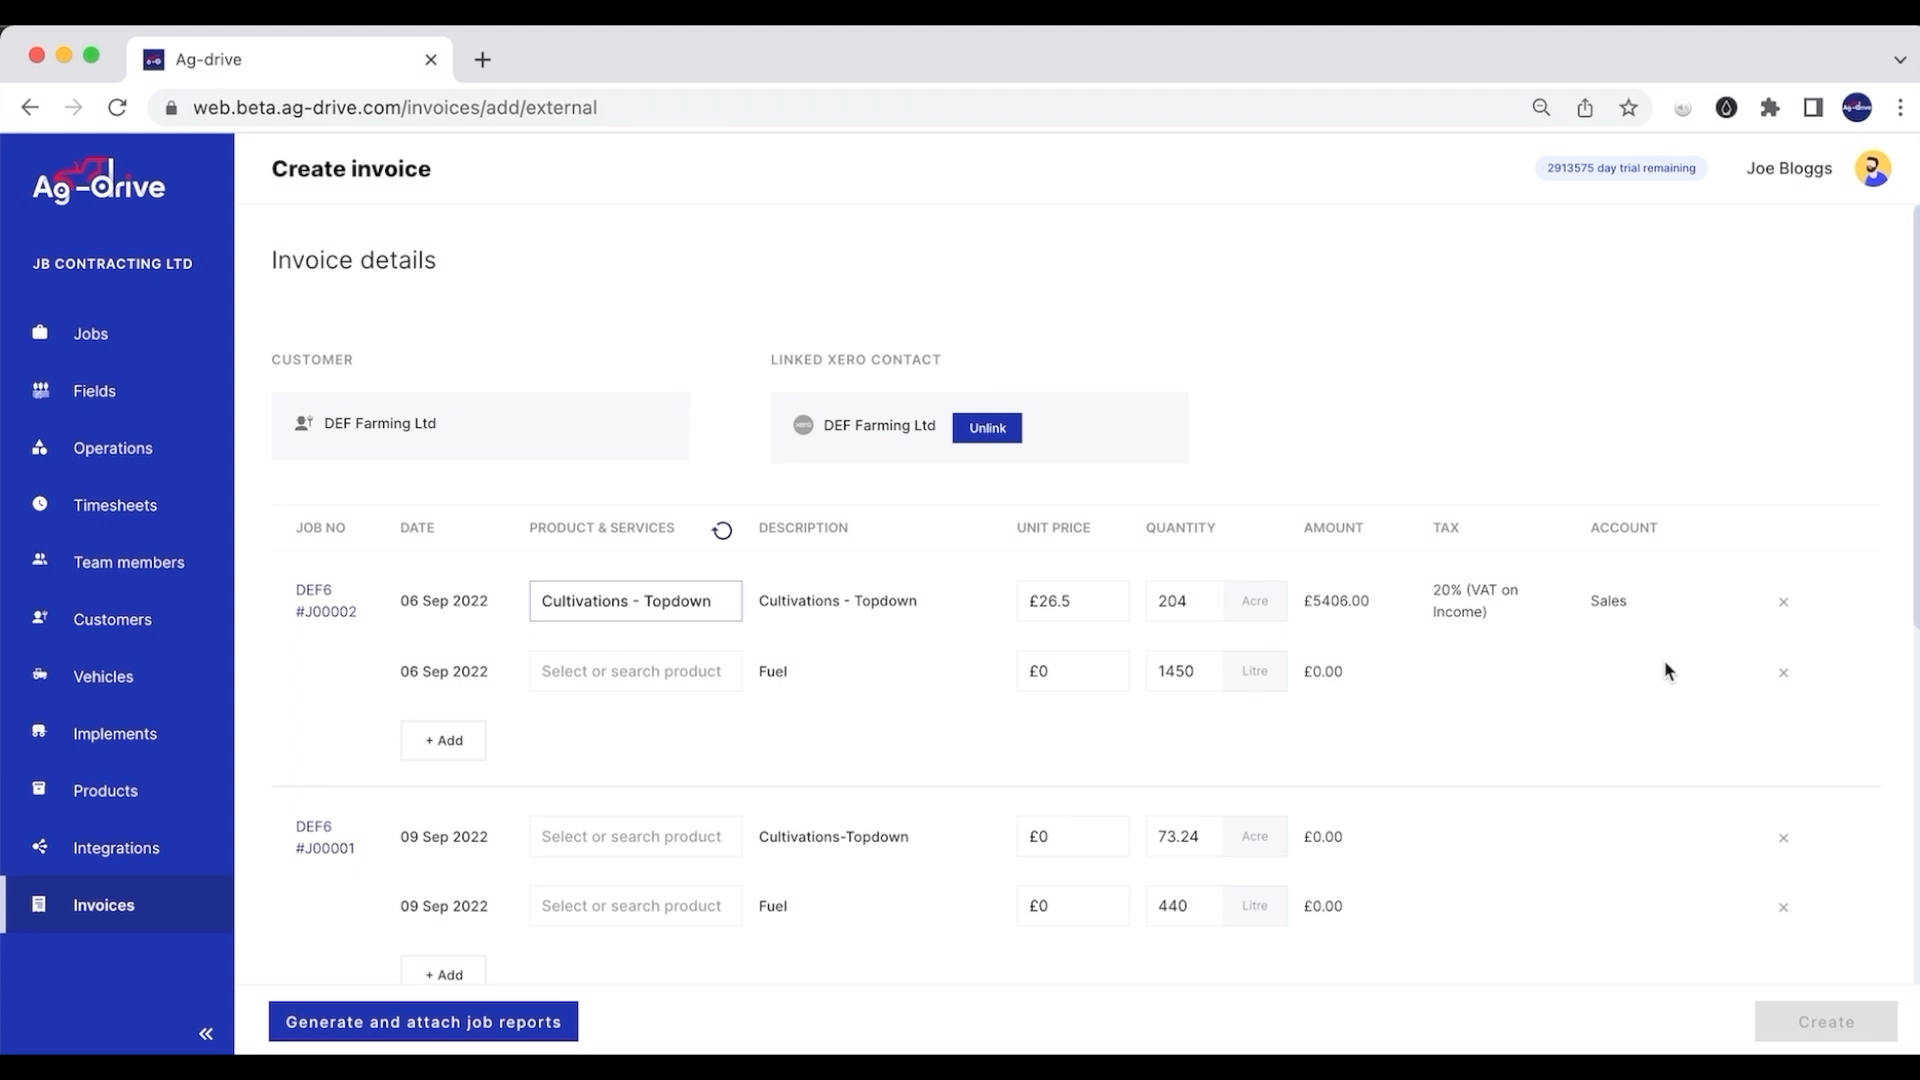 Ag-drive
web.beta.ag-drive.com/invoices/add/external
Ag-drive
Create invoice
2913575 day trial remaining
Joe Bloggs
JB CONTRACTING LTD
Jobs
Fields
Operations
Timesheets
Team members
Customers
Vehicles
Implements
Products
Integrations
Invoices
Invoice details
CUSTOMER
LINKED XERO CONTACT
DEF Farming Ltd
DEF Farming Ltd
Unlink
JOB NO DATE PRODUCT & SERVICES DESCRIPTION UNIT PRICE QUANTITY AMOUNT TAX ACCOUNT
DEF6
#J00002
06 Sep 2022 Cultivations - Topdown Cultivations - Topdown £26.5 204 Acre £5406.00
20% (VAT on
Income)
Sales
06 Sep 2022 Select or search product Fuel £0 1450 Litre £0.00
+ Add
DEF6
#J00001
09 Sep 2022 Select or search product Cultivations-Topdown £0 73.24 Acre £0.00
09 Sep 2022 Select or search product Fuel £0 440 Litre £0.00
+ Add
Generate and attach job reports
Create